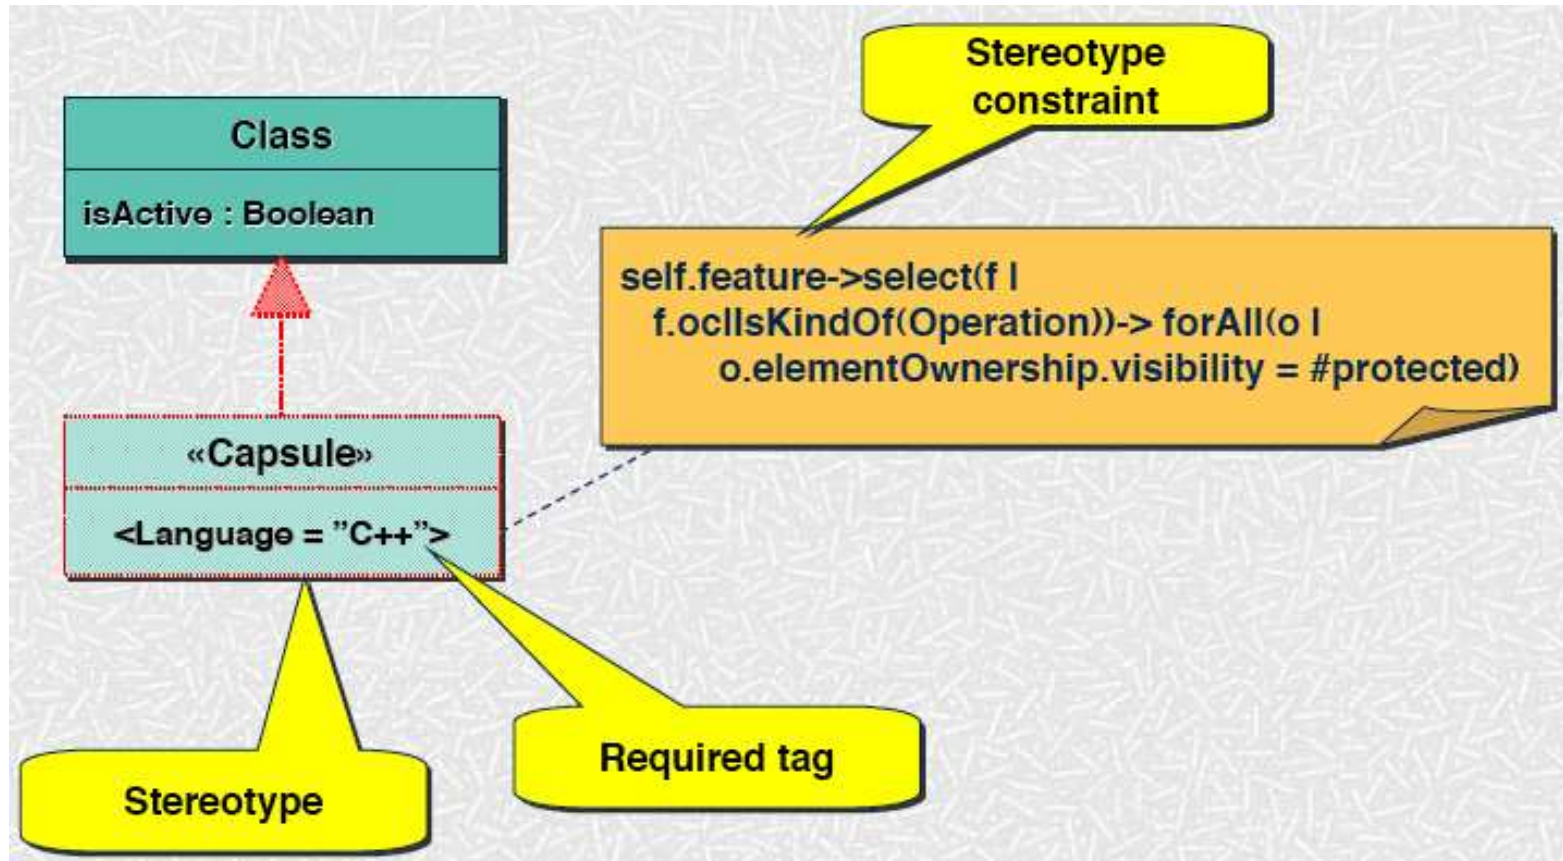 Stereotype
constraint
Class
isActive : Boolean
self.feature->select(f |
f.oclIsKindOf(Operation))-> forAll(o |
o.elementOwnership.visibility = #protected)
«Capsule»
<Language = ”C++”>
Required tag
Stereotype